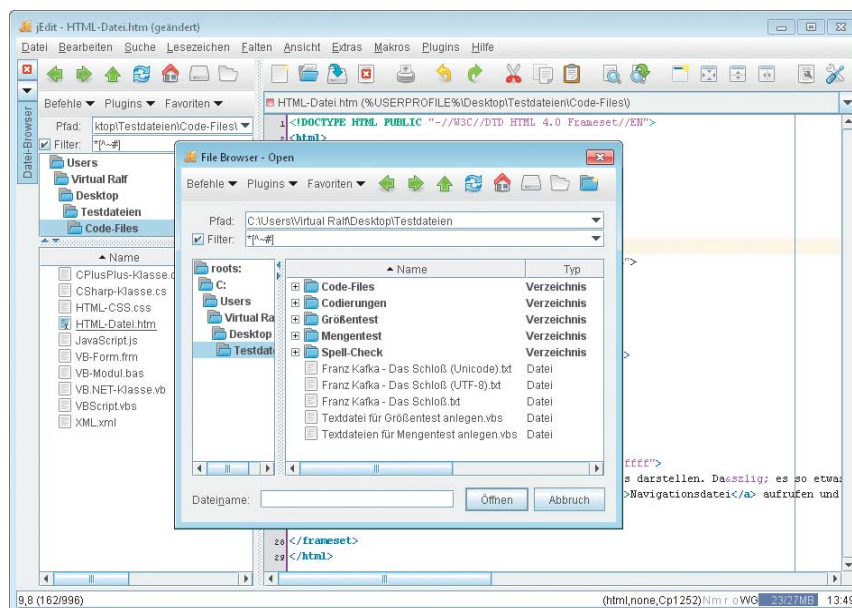 jEdit - HTML-Datei.htm (geändert)
Datei Bearbeiten Suche Lesezeichen Falten Ansicht Extras Makros Plugins Hilfe
Datei-Browser
Befehle Plugins Favoriten
Pfad: ktop\Testdateien\Code-Files\
Filter: *[^~#]
Users
Virtual Ralf
Desktop
Testdateien
Code-Files
Name
CPlusPlus-Klasse.c
CSharp-Klasse.cs
HTML-CSS.css
HTML-Datei.htm
JavaScript.js
VB-Form.frm
VB-Modul.bas
VB.NET-Klasse.vb
VBScript.vbs
XML.xml
HTML-Datei.htm (%USERPROFILE%\Desktop\Testdateien\Code-Files\)
1 <!DOCTYPE HTML PUBLIC "-//W3C//DTD HTML 4.0 Frameset//EN">
2 <html>
">
>
ffff">
s darstellen. Da&szlig; es so etwa
>Navigationsdatei</a> aufrufen und
28 </frameset>
29 </html>
File Browser - Open
Befehle Plugins Favoriten
Pfad: C:\Users\Virtual Ralf\Desktop\Testdateien
Filter: *[^~#]
roots:
C:
Users
Virtual Ra
Desktop
Testdat
Name Typ
Code-Files Verzeichnis
Codierungen Verzeichnis
Größentest Verzeichnis
Mengentest Verzeichnis
Spell-Check Verzeichnis
Franz Kafka - Das Schloß (Unicode).txt Datei
Franz Kafka - Das Schloß (UTF-8).txt Datei
Franz Kafka - Das Schloß.txt Datei
Textdatei für Größentest anlegen.vbs Datei
Textdateien für Mengentest anlegen.vbs Datei
Dateiname: Öffnen Abbruch
9,8 (162/996) (html,none,Cp1252)Nm r oWG 23/27MB 13:49